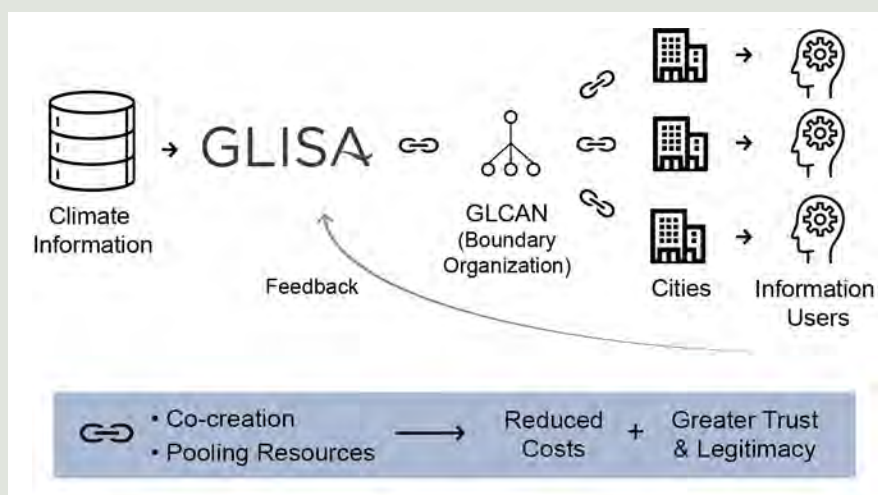 Climate
Information
GLISA
GLCAN
(Boundary
Organization)
Cities
Information
Users
Feedback
• Co-creation
• Pooling Resources
Reduced
Costs
+
Greater Trust
& Legitimacy